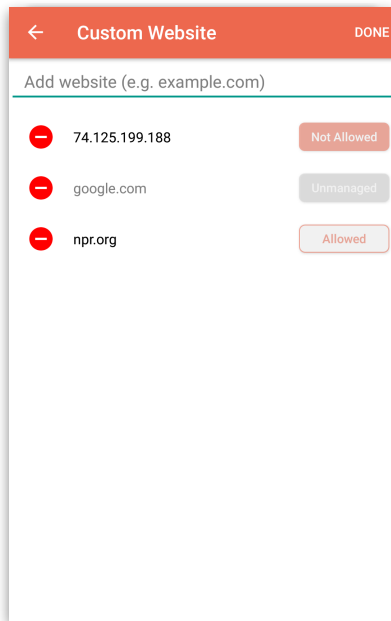 Custom Website DONE
Add website (e.g. example.com)
74.125.199.188 Not Allowed
google.com Unmanaged
npr.org Allowed